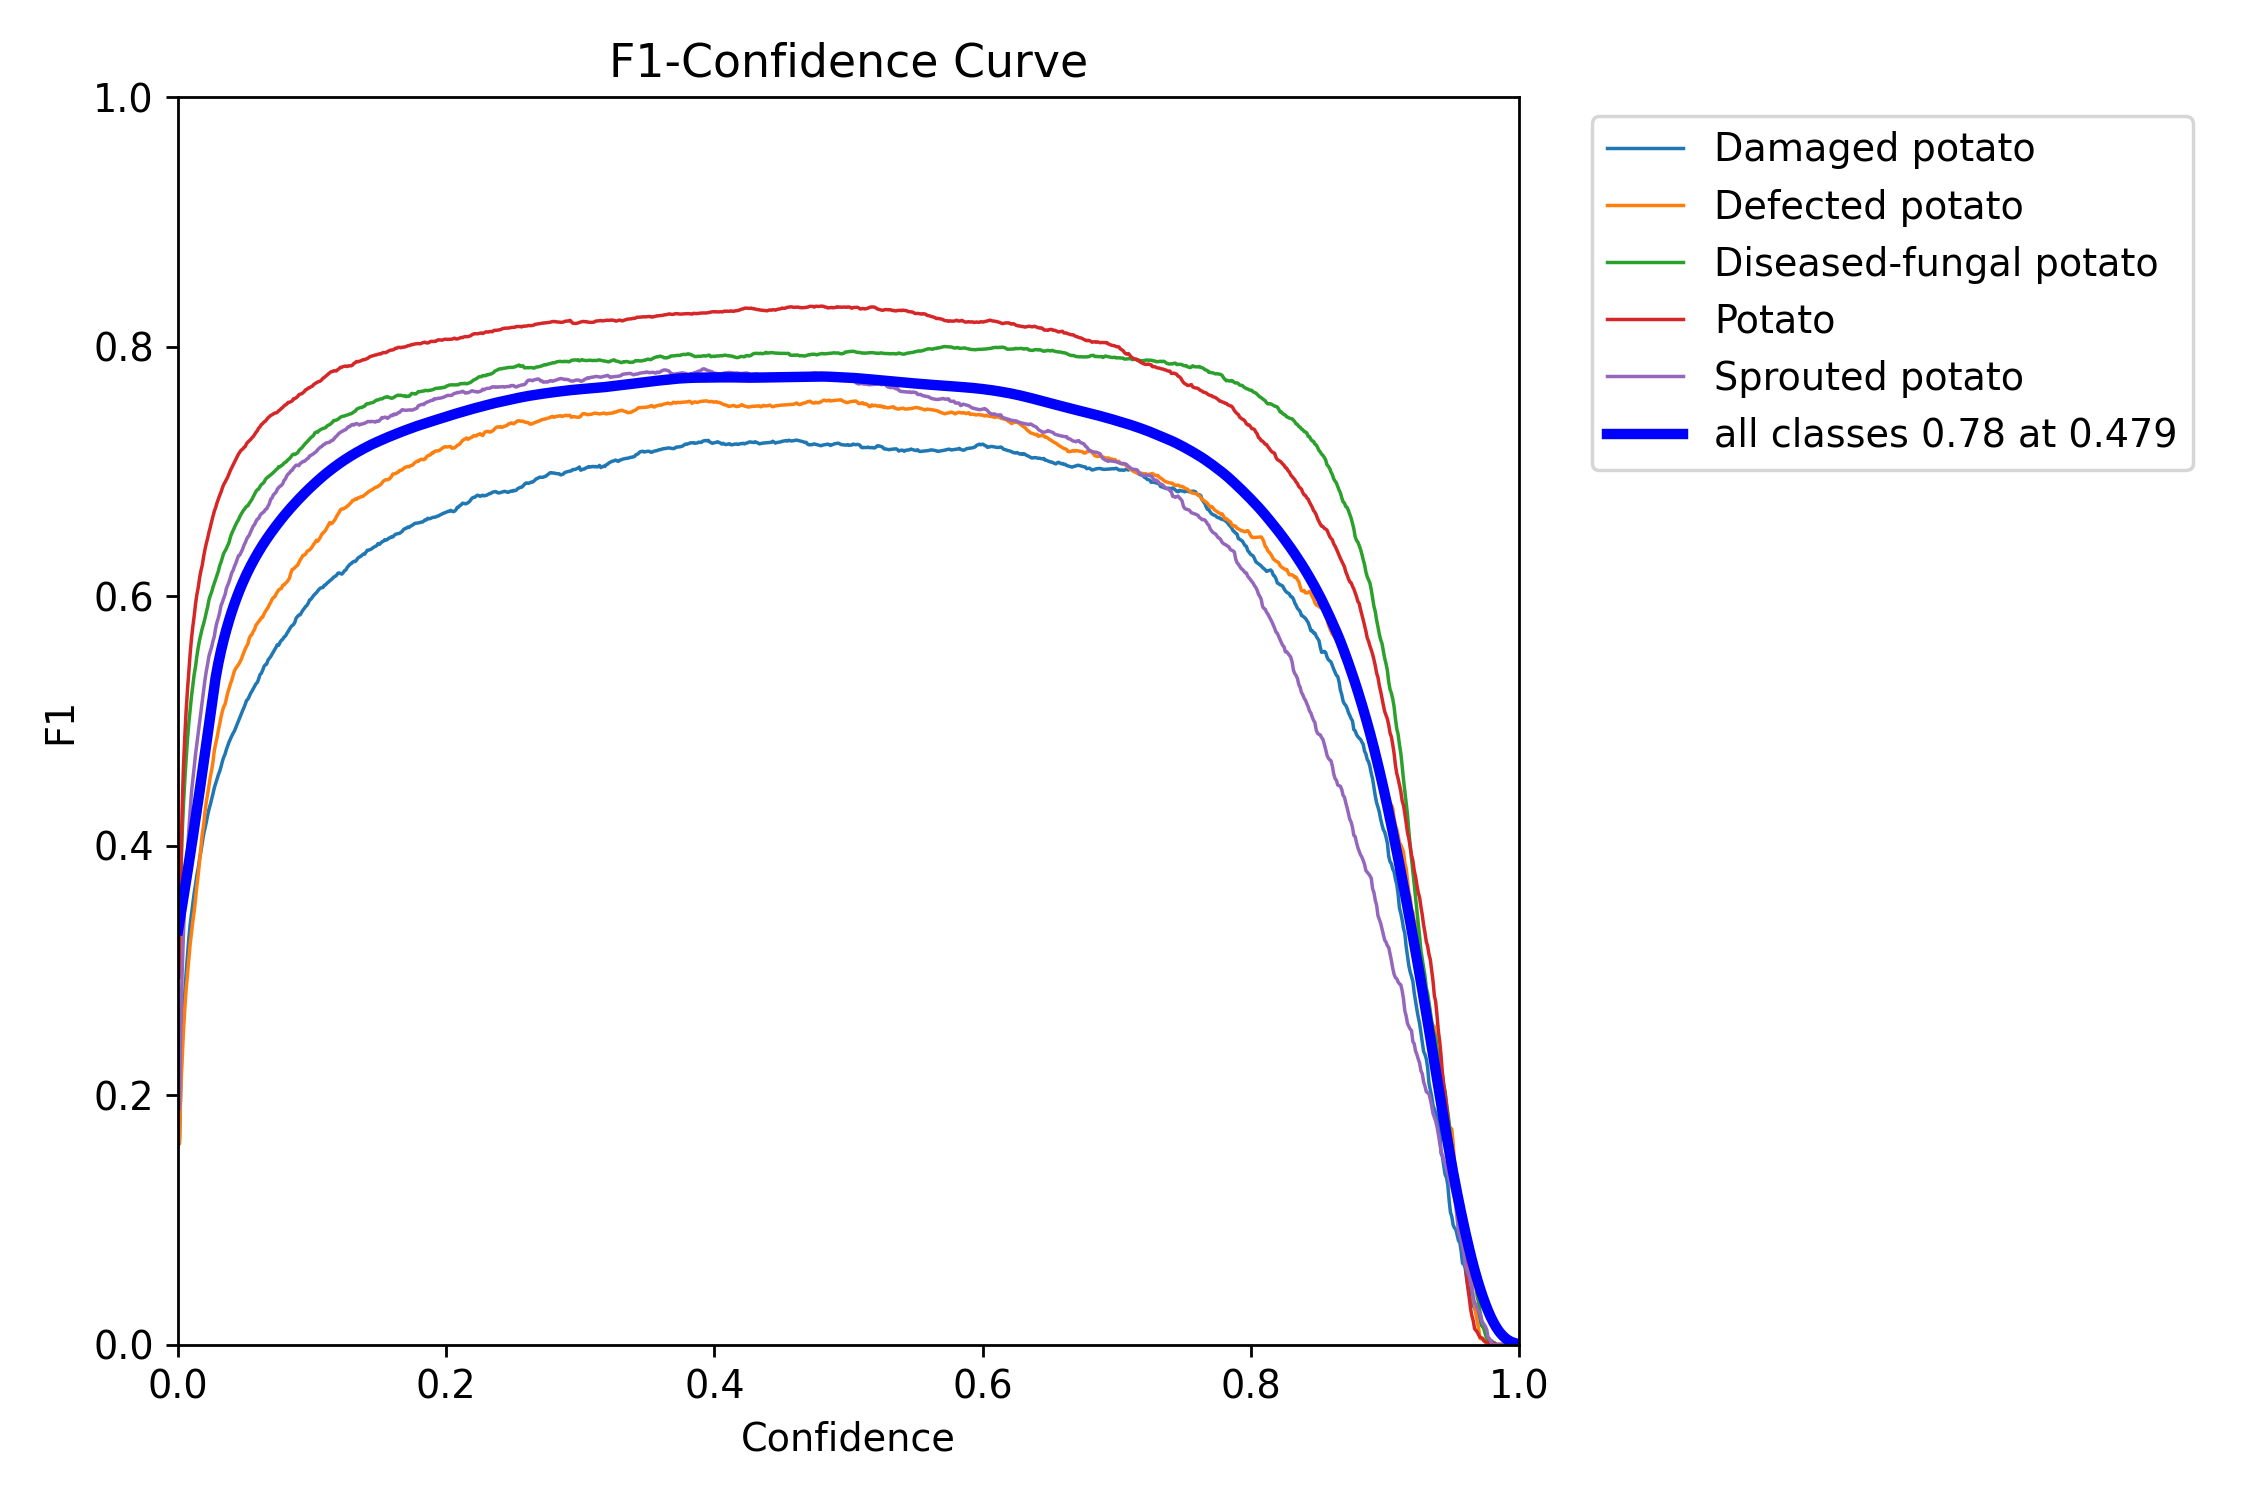 F1-Confidence Curve
1.0
0.8
0.6
0.4
0.2
0.0
F1
0.0 0.2 0.4 0.6 0.8 1.0
Confidence
Damaged potato
Defected potato
Diseased-fungal potato
Potato
Sprouted potato
all classes 0.78 at 0.479